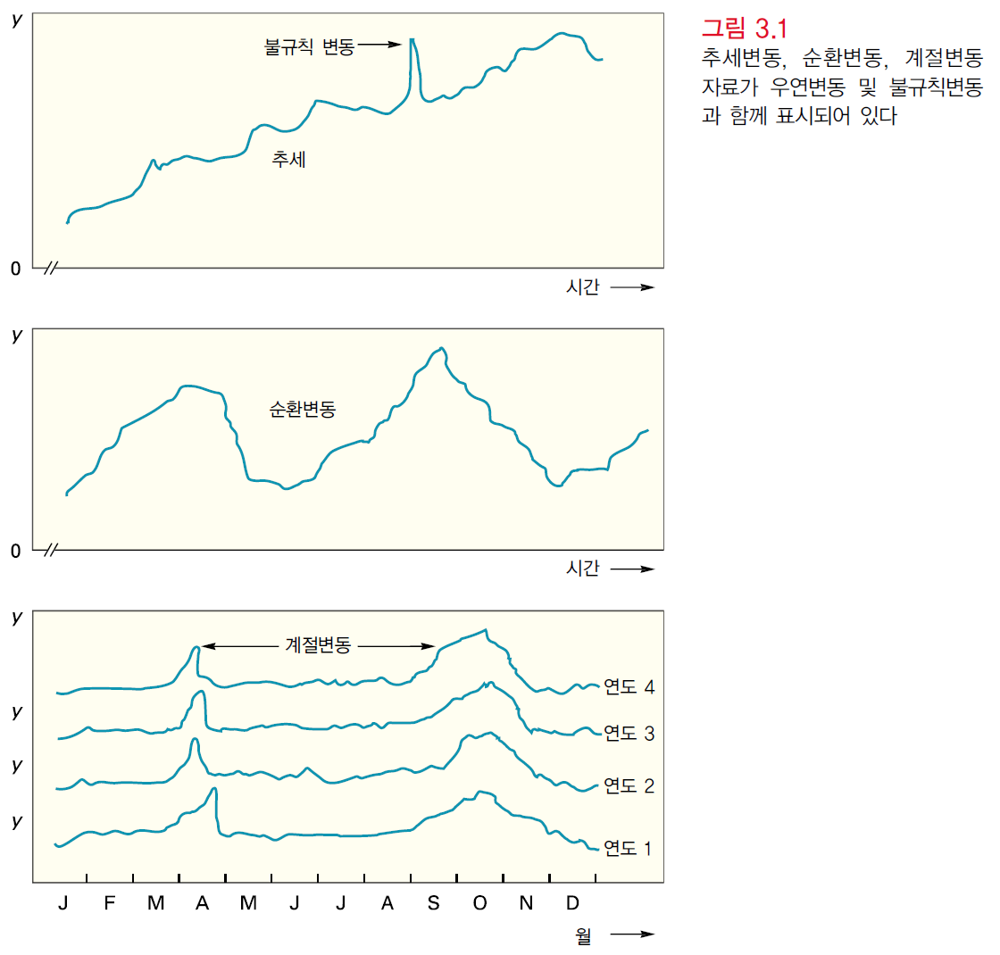 그림 3.1
추세변동, 순환변동, 계절변동
자료가 우연변동 및 불규칙변동
과 함께 표시되어 있다
y
불규칙 변동
추세
0
시간
y
순환변동
0
시간
y
계절변동
연도 4
y
연도 3
y
연도 2
y
연도 1
J F M A M J J A S O N D
월